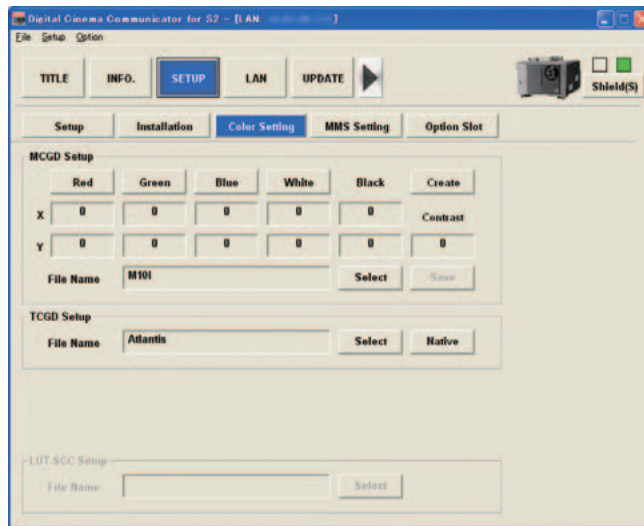 Digital Cinema Communicator for S2 - [LAN: ]
File Setup Option
TITLE INFO. SETUP LAN UPDATE
Shield(S)
Setup Installation Color Setting MMS Setting Option Slot
MCGD Setup
Red Green Blue White Black Create
X 0 0 0 0 0 Contrast
Y 0 0 0 0 0 0
File Name M10I Select Save
TCGD Setup
File Name Atlantis Select Native
LUT-SCC Setup
File Name Select